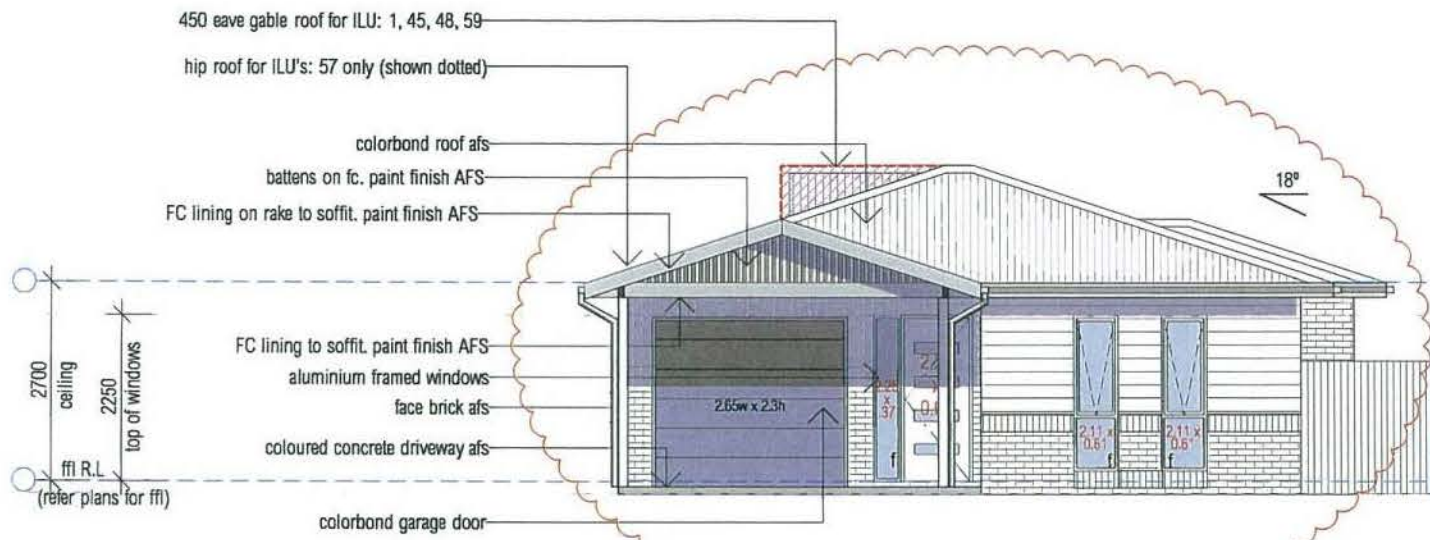 450 eave gable roof for ILU: 1, 45, 48, 59
hip roof for ILU's: 57 only (shown dotted)
colorbond roof afs
battens on fc. paint finish AFS
FC lining on rake to soffit. paint finish AFS
18°
2700
ceiling
2250
top of windows
FC lining to soffit. paint finish AFS
aluminium framed windows
face brick afs
coloured concrete driveway afs
colorbond garage door
ffl R.L
(refer plans for ffl)
2.65w x 2.3h
x
37
f
2.11 x
0.61
f
2.11 x
0.6
f